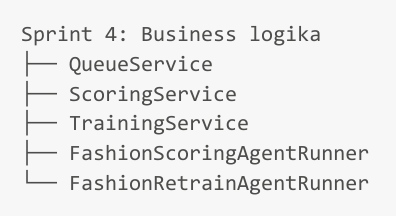 Sprint 4: Business logika
├── QueueService
├── ScoringService
├── TrainingService
├── FashionScoringAgentRunner
└── FashionRetrainAgentRunner